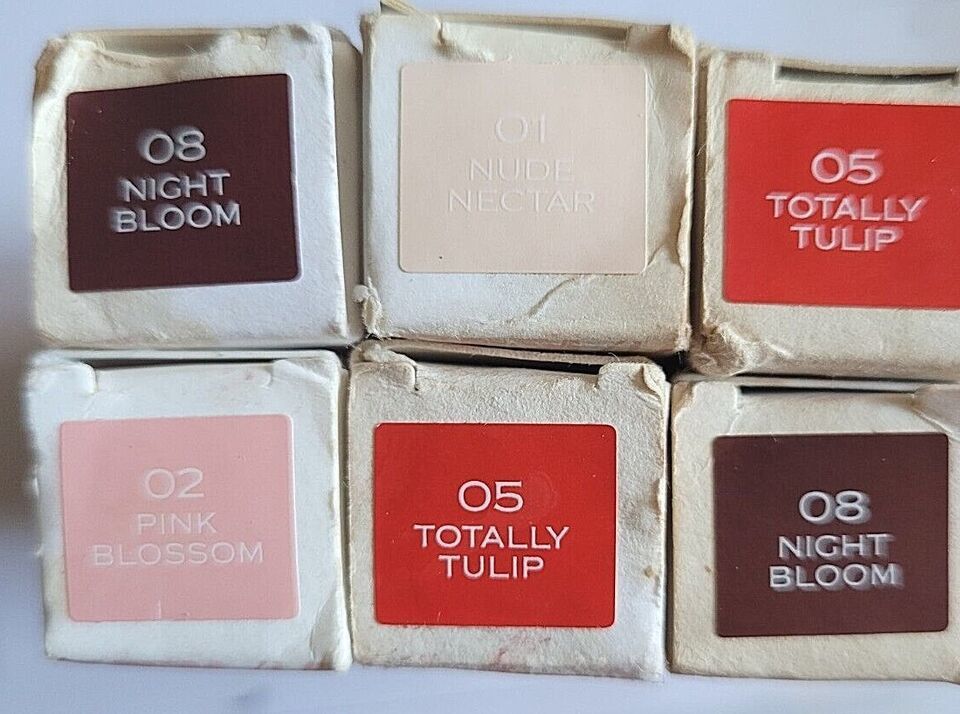 08
NIGHT
BLOOM
01
NUDE
NECTAR
05
TOTALLY
TULIP
02
PINK
BLOSSOM
05
TOTALLY
TULIP
08
NIGHT
BLOOM